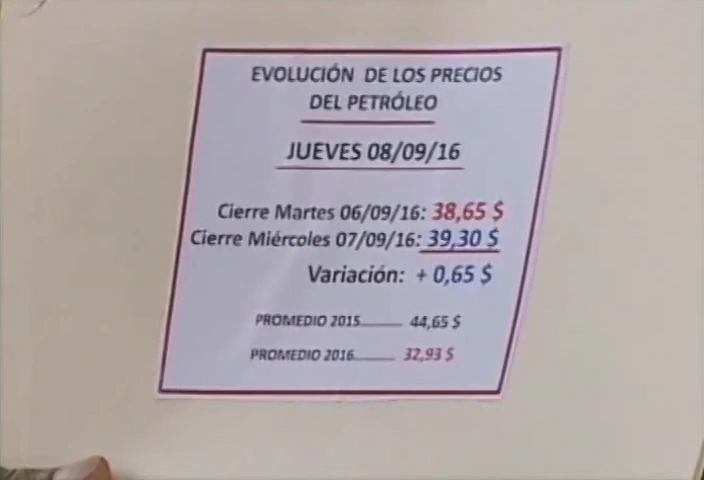 EVOLUCIÓN DE LOS PRECIOS
DEL PETRÓLEO
JUEVES 08/09/16
Cierre Martes 06/09/16: 38,65 $
Cierre Miércoles 07/09/16: 39,30 $
Variación: + 0,65 $
PROMEDIO 2015.......... 44,65 $
PROMEDIO 2016.......... 32,93 $